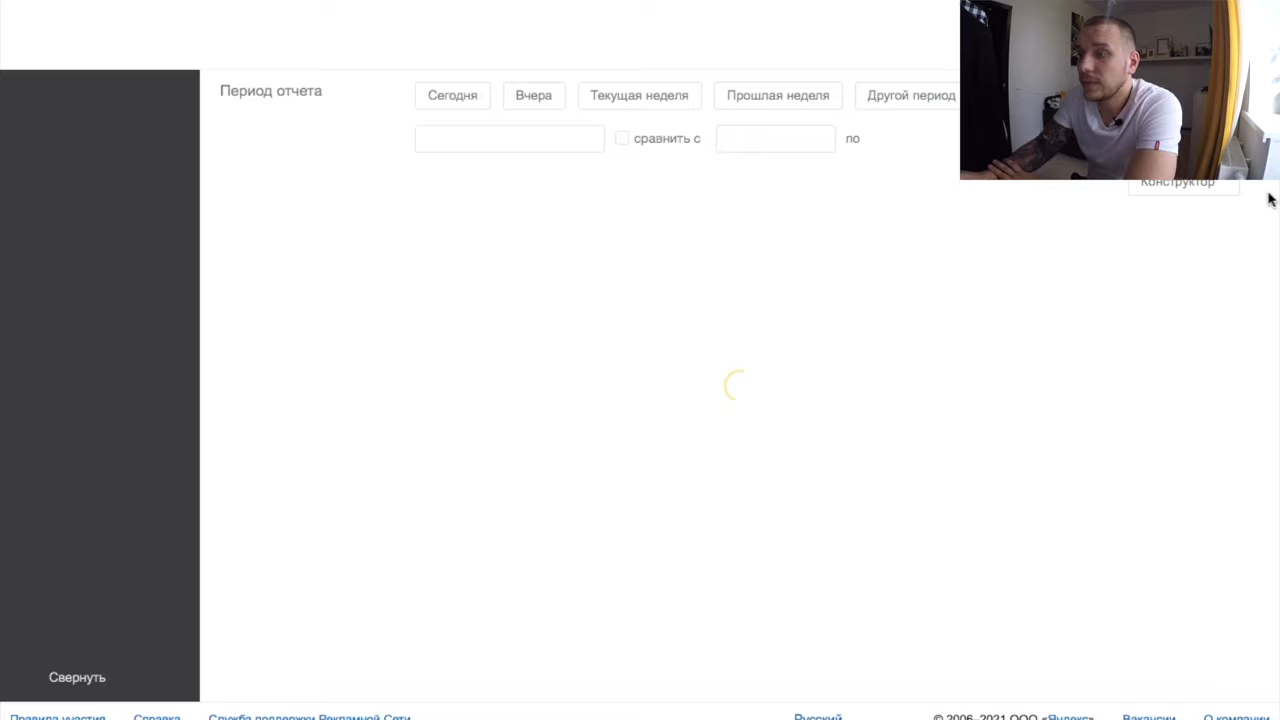 Период отчета
Сегодня
Вчера
Текущая неделя
Прошлая неделя
Другой период
сравнить с
по
Конструктор
Свернуть
Правила участия
Справка
Служба поддержки Рекламной Сети
Русский
© 2006–2021 ООО «Яндекс»
Вакансии
О компании